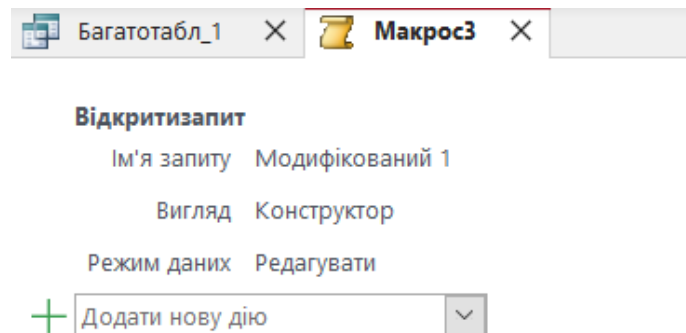 Багатотабл_1 Макрос3
Відкритизапит
Ім'я запиту Модифікований 1
Вигляд Конструктор
Режим даних Редагувати
Додати нову дію